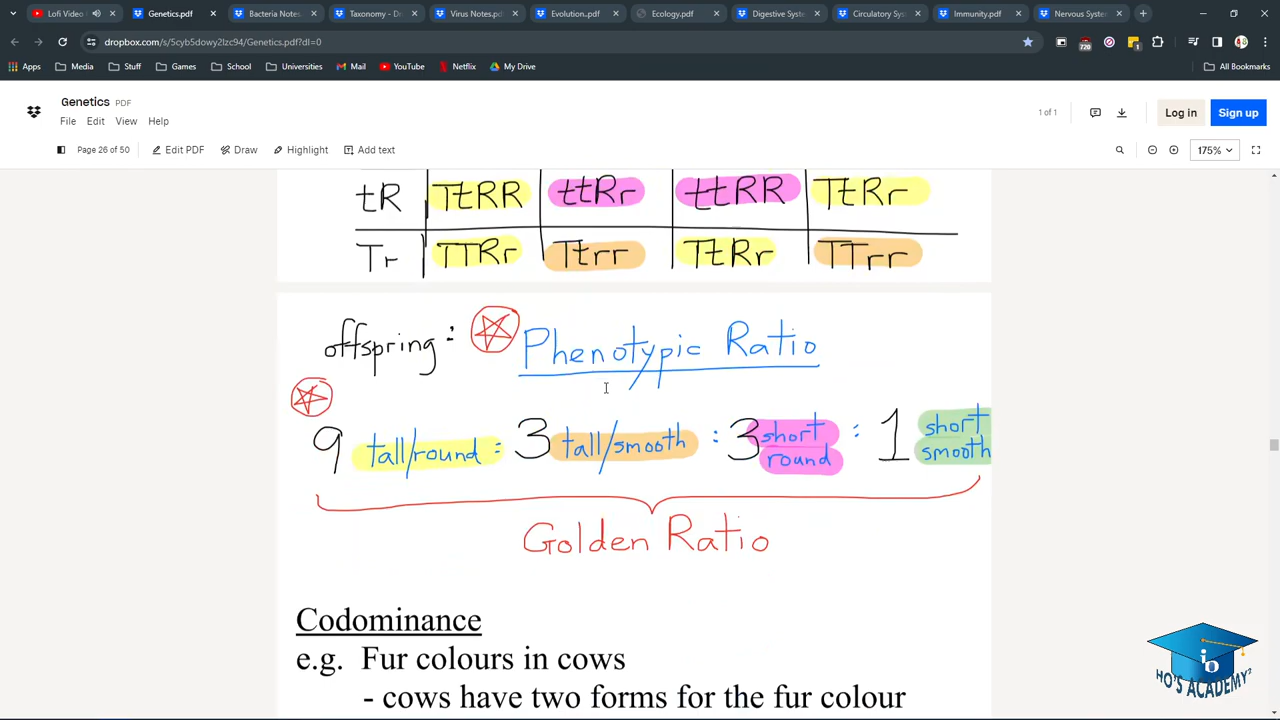 Lofi Video
Genetics.pdf
Bacteria Notes.
Taxonomy - D
Virus Notes.pd
Evolution..pdf
Ecology.pdf
Digestive Syste
Circulatory Sys
Immunity.pdf
Nervous System
dropbox.com/s/5cyb5dowy2lzc94/Genetics.pdf?dl=0
720
Apps Media Stuff Games School Universities Mail YouTube Netflix My Drive All Bookmarks
Genetics PDF
File Edit View Help
1 of 1
Log in
Sign up
Page 26 of 50 Edit PDF Draw Highlight Add text
175%
tR TtRR ttRr ttRR TtRr
Tr TTRr Ttrr TtRr TTrr
offspring: Phenotypic Ratio
9 tall/round : 3 tall/smooth : 3 short round : 1 short smooth
Golden Ratio
Codominance
e.g. Fur colours in cows
- cows have two forms for the fur colour
HO'S ACADEMY